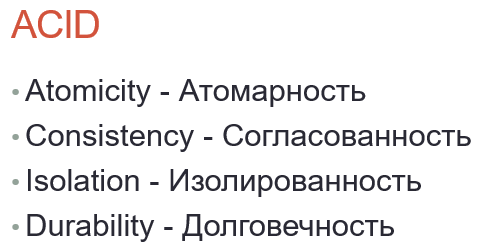 ACID
• Atomicity - Атомарность
• Consistency - Согласованность
• Isolation - Изолированность
• Durability - Долговечность